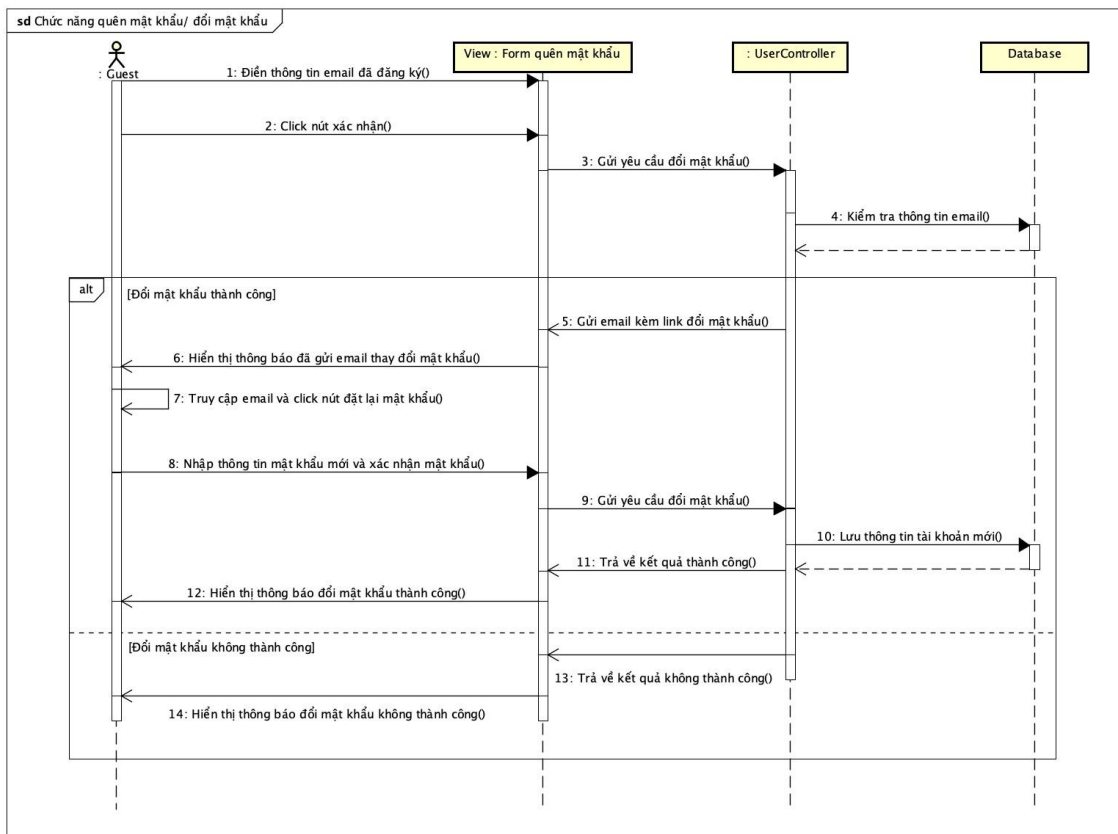 sd Chức năng quên mật khẩu/ đổi mật khẩu
: Guest
View : Form quên mật khẩu
: UserController
Database
1: Điền thông tin email đã đăng ký()
2: Click nút xác nhận()
3: Gửi yêu cầu đổi mật khẩu()
4: Kiểm tra thông tin email()
alt
[Đổi mật khẩu thành công]
5: Gửi email kèm link đổi mật khẩu()
6: Hiển thị thông báo đã gửi email thay đổi mật khẩu()
7: Truy cập email và click nút đặt lại mật khẩu()
8: Nhập thông tin mật khẩu mới và xác nhận mật khẩu()
9: Gửi yêu cầu đổi mật khẩu()
10: Lưu thông tin tài khoản mới()
11: Trả về kết quả thành công()
12: Hiển thị thông báo đổi mật khẩu thành công()
[Đổi mật khẩu không thành công]
13: Trả về kết quả không thành công()
14: Hiển thị thông báo đổi mật khẩu không thành công()